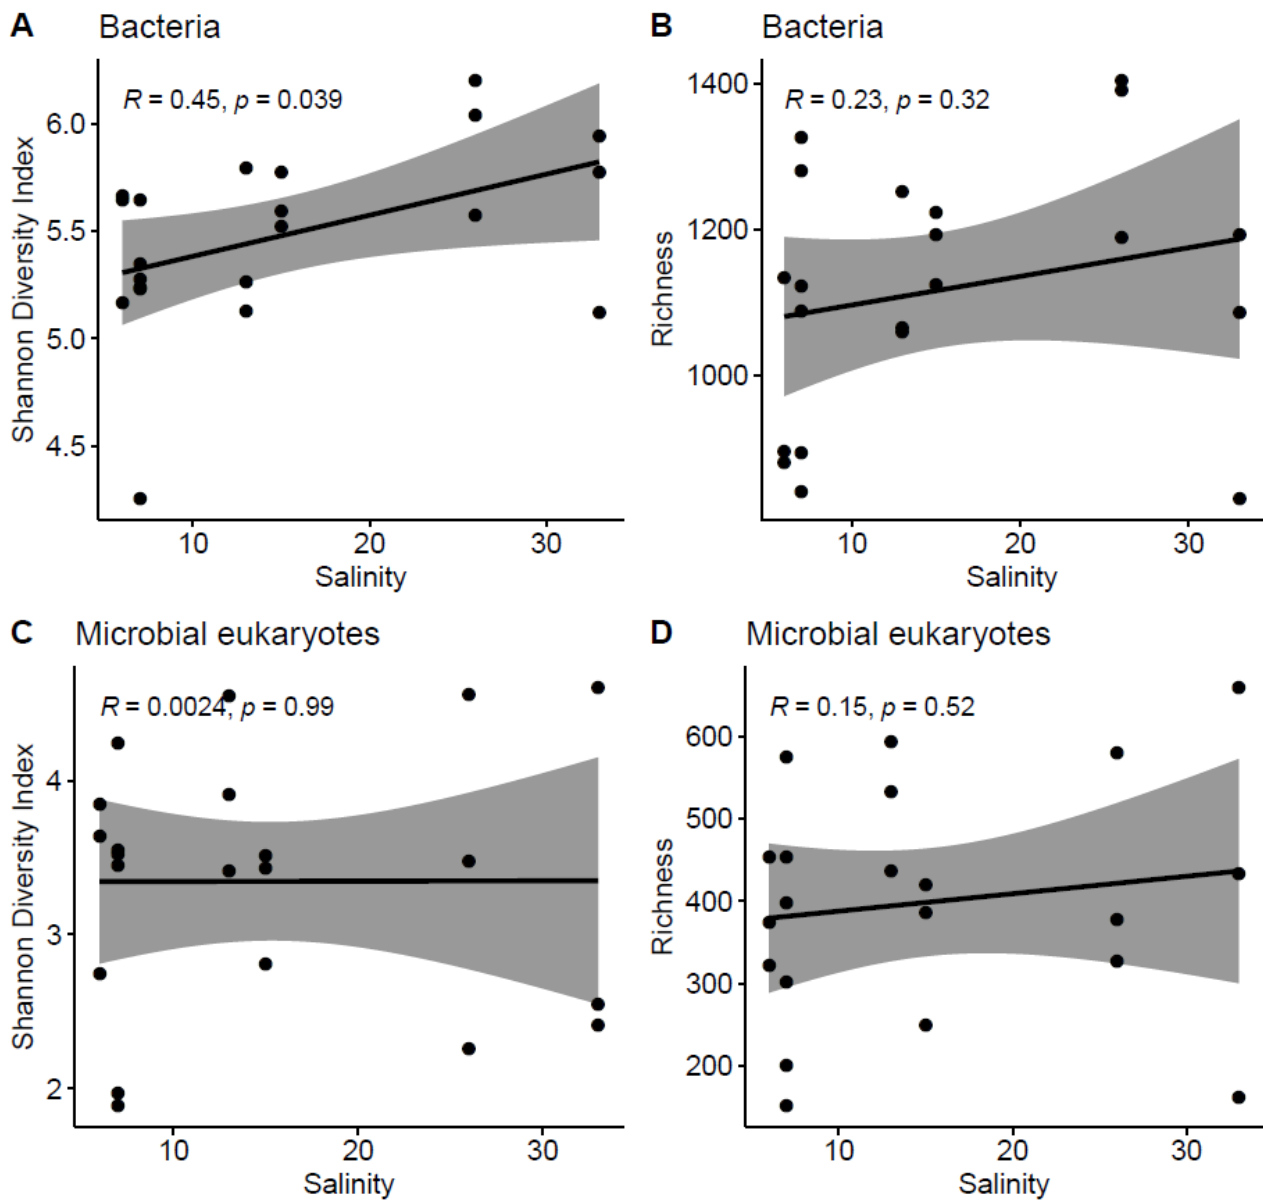 A Bacteria
R = 0.45, p = 0.039
Shannon Diversity Index
6.0
5.5
5.0
4.5
10 20 30
Salinity
B Bacteria
R = 0.23, p = 0.32
Richness
1400
1200
1000
10 20 30
Salinity
C Microbial eukaryotes
R = 0.0024, p = 0.99
Shannon Diversity Index
4
3
2
10 20 30
Salinity
D Microbial eukaryotes
R = 0.15, p = 0.52
Richness
600
500
400
300
200
10 20 30
Salinity